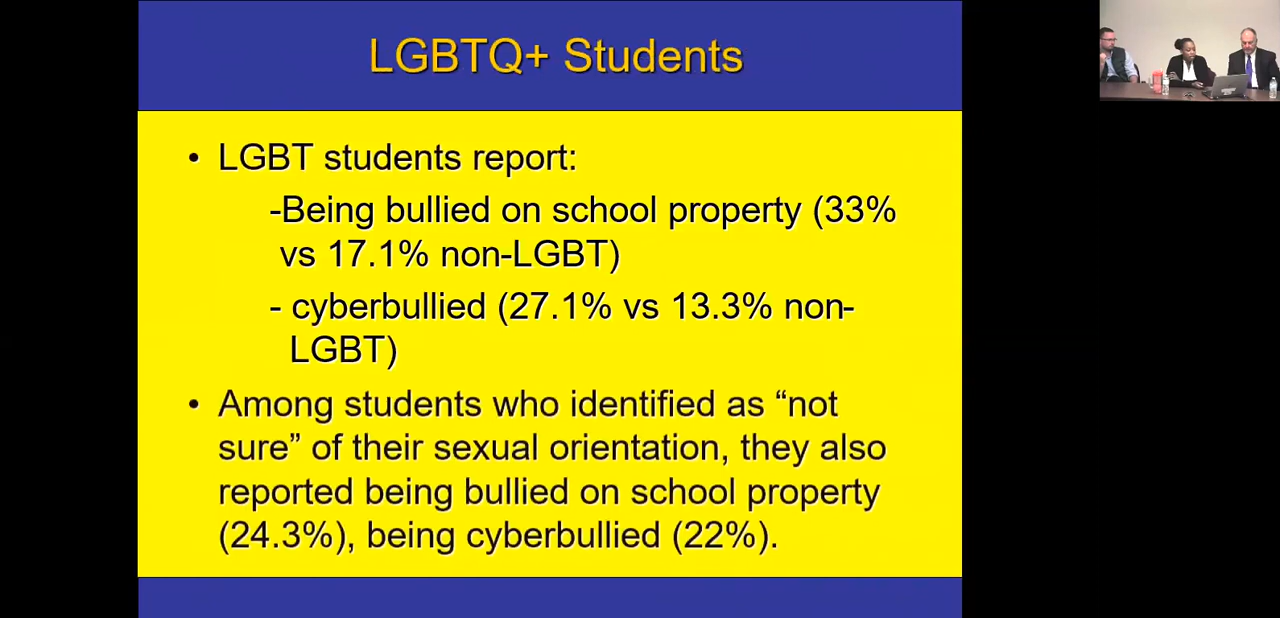 LGBTQ+ Students
• LGBT students report:
-Being bullied on school property (33%
vs 17.1% non-LGBT)
- cyberbullied (27.1% vs 13.3% non-
LGBT)
• Among students who identified as “not
sure” of their sexual orientation, they also
reported being bullied on school property
(24.3%), being cyberbullied (22%).